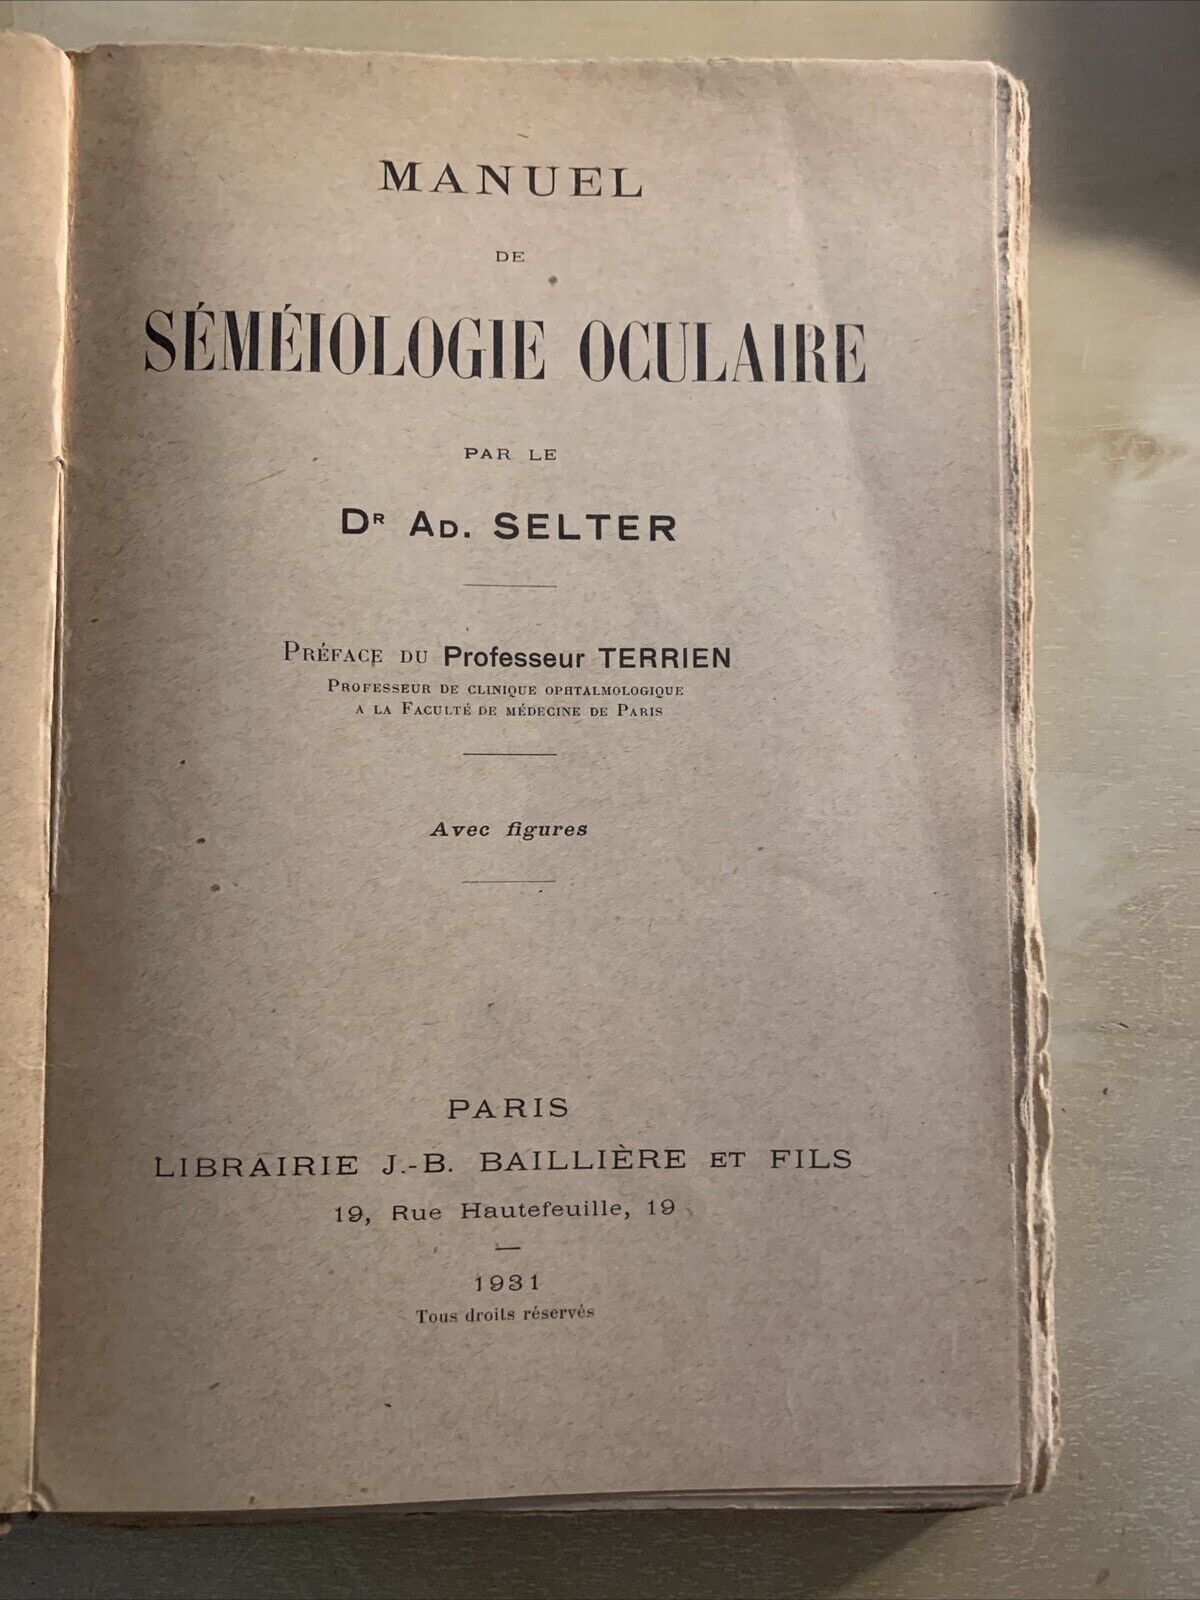 MANUEL
DE
SÉMÉIOLOGIE OCULAIRE
PAR LE
DR AD. SELTER
PRÉFACE DU Professeur TERRIEN
PROFESSEUR DE CLINIQUE OPHTALMOLOGIQUE
A LA FACULTÉ DE MÉDECINE DE PARIS
Avec figures
PARIS
LIBRAIRIE J.-B. BAILLIÈRE ET FILS
19, Rue Hautefeuille, 19
1931
Tous droits réservés